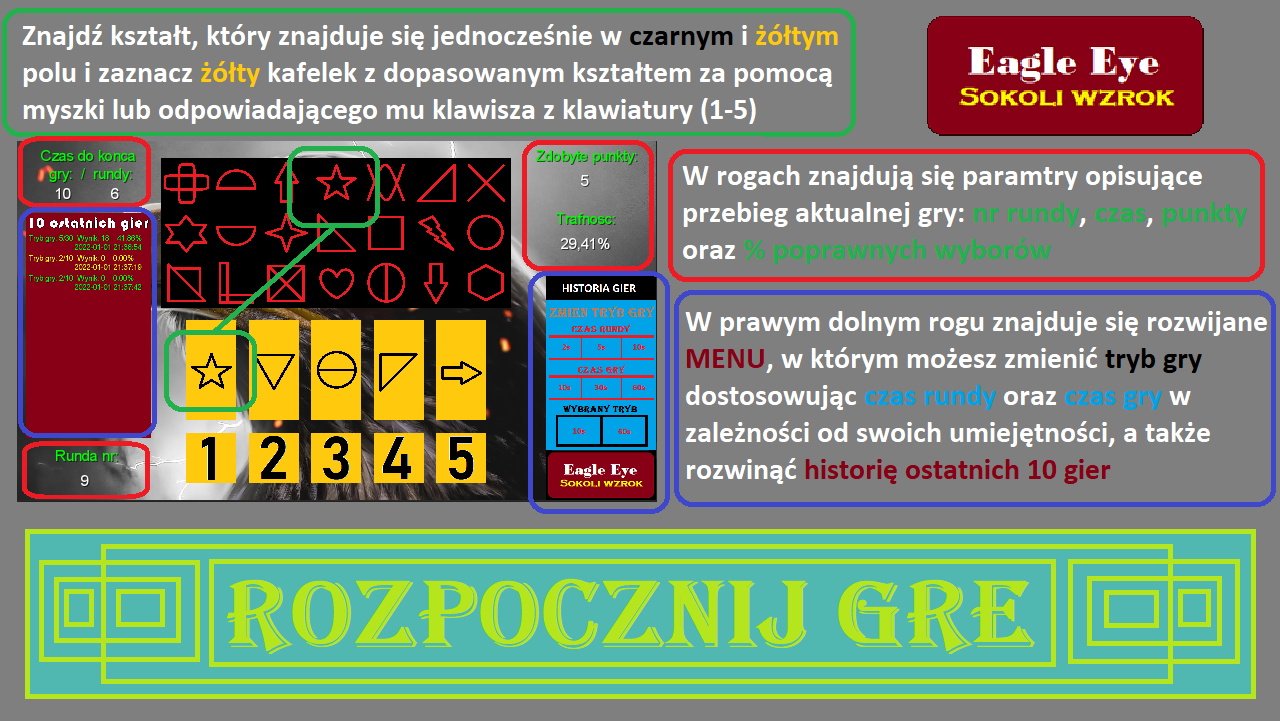 Znajdź kształt, który znajduje się jednocześnie w czarnym i żółtym
polu i zaznacz żółty kafelek z dopasowanym kształtem za pomocą
myszki lub odpowiadającego mu klawisza z klawiatury (1-5)
Eagle Eye
SOKOLI WZROK
Czas do konca
gry: / rundy:
10 6
10 ostatnich gier
Tryb gry: 5/30 Wynik: 18 41.86%
2022-01-01 21:36:54
Tryb gry: 2/10 Wynik: 0 0.00%
2022-01-01 21:37:19
Tryb gry: 2/10 Wynik: 0 0.00%
2022-01-01 21:37:42
Runda nr:
9
1 2 3 4 5
Zdobyte punkty:
5
Trafnosc:
29,41%
HISTORIA GIER
ZMIEN TRYB GRY
CZAS RUNDY
2s 5s 10s
CZAS GRY
10s 30s 60s
WYBRANY TRYB
10s 60s
Eagle Eye
SOKOLI WZROK
W rogach znajdują się paramtry opisujące
przebieg aktualnej gry: nr rundy, czas, punkty
oraz % poprawnych wyborów
W prawym dolnym rogu znajduje się rozwijane
MENU, w którym możesz zmienić tryb gry
dostosowując czas rundy oraz czas gry w
zależności od swoich umiejętności, a także
rozwinąć historię ostatnich 10 gier
ROZPOCZNIJ GRE